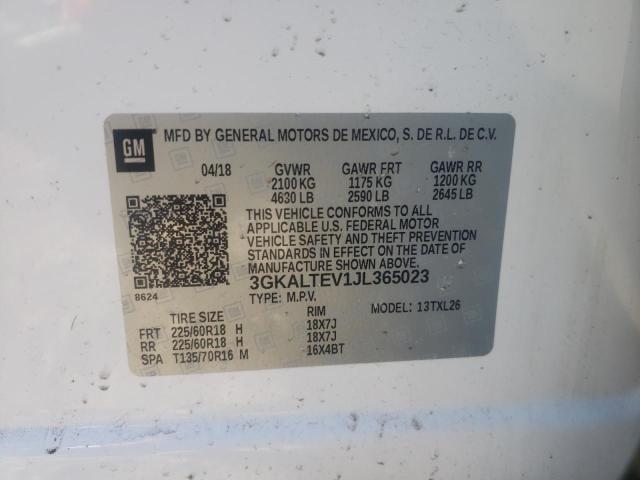 GM
MFD BY GENERAL MOTORS DE MEXICO, S. DE R.L. DE C.V.
04/18 GVWR GAWR FRT GAWR RR
2100 KG 1175 KG 1200 KG
4630 LB 2590 LB 2645 LB
THIS VEHICLE CONFORMS TO ALL
APPLICABLE U.S. FEDERAL MOTOR
VEHICLE SAFETY AND THEFT PREVENTION
STANDARDS IN EFFECT ON THE DATE OF
MANUFACTURE SHOWN ABOVE.
3GKALTEV1JL365023
8624
TYPE: M.P.V. MODEL: 13TXL26
TIRE SIZE RIM
FRT 225/60R18 H 18X7J
RR 225/60R18 H 18X7J
SPA T135/70R16 M 16X4BT